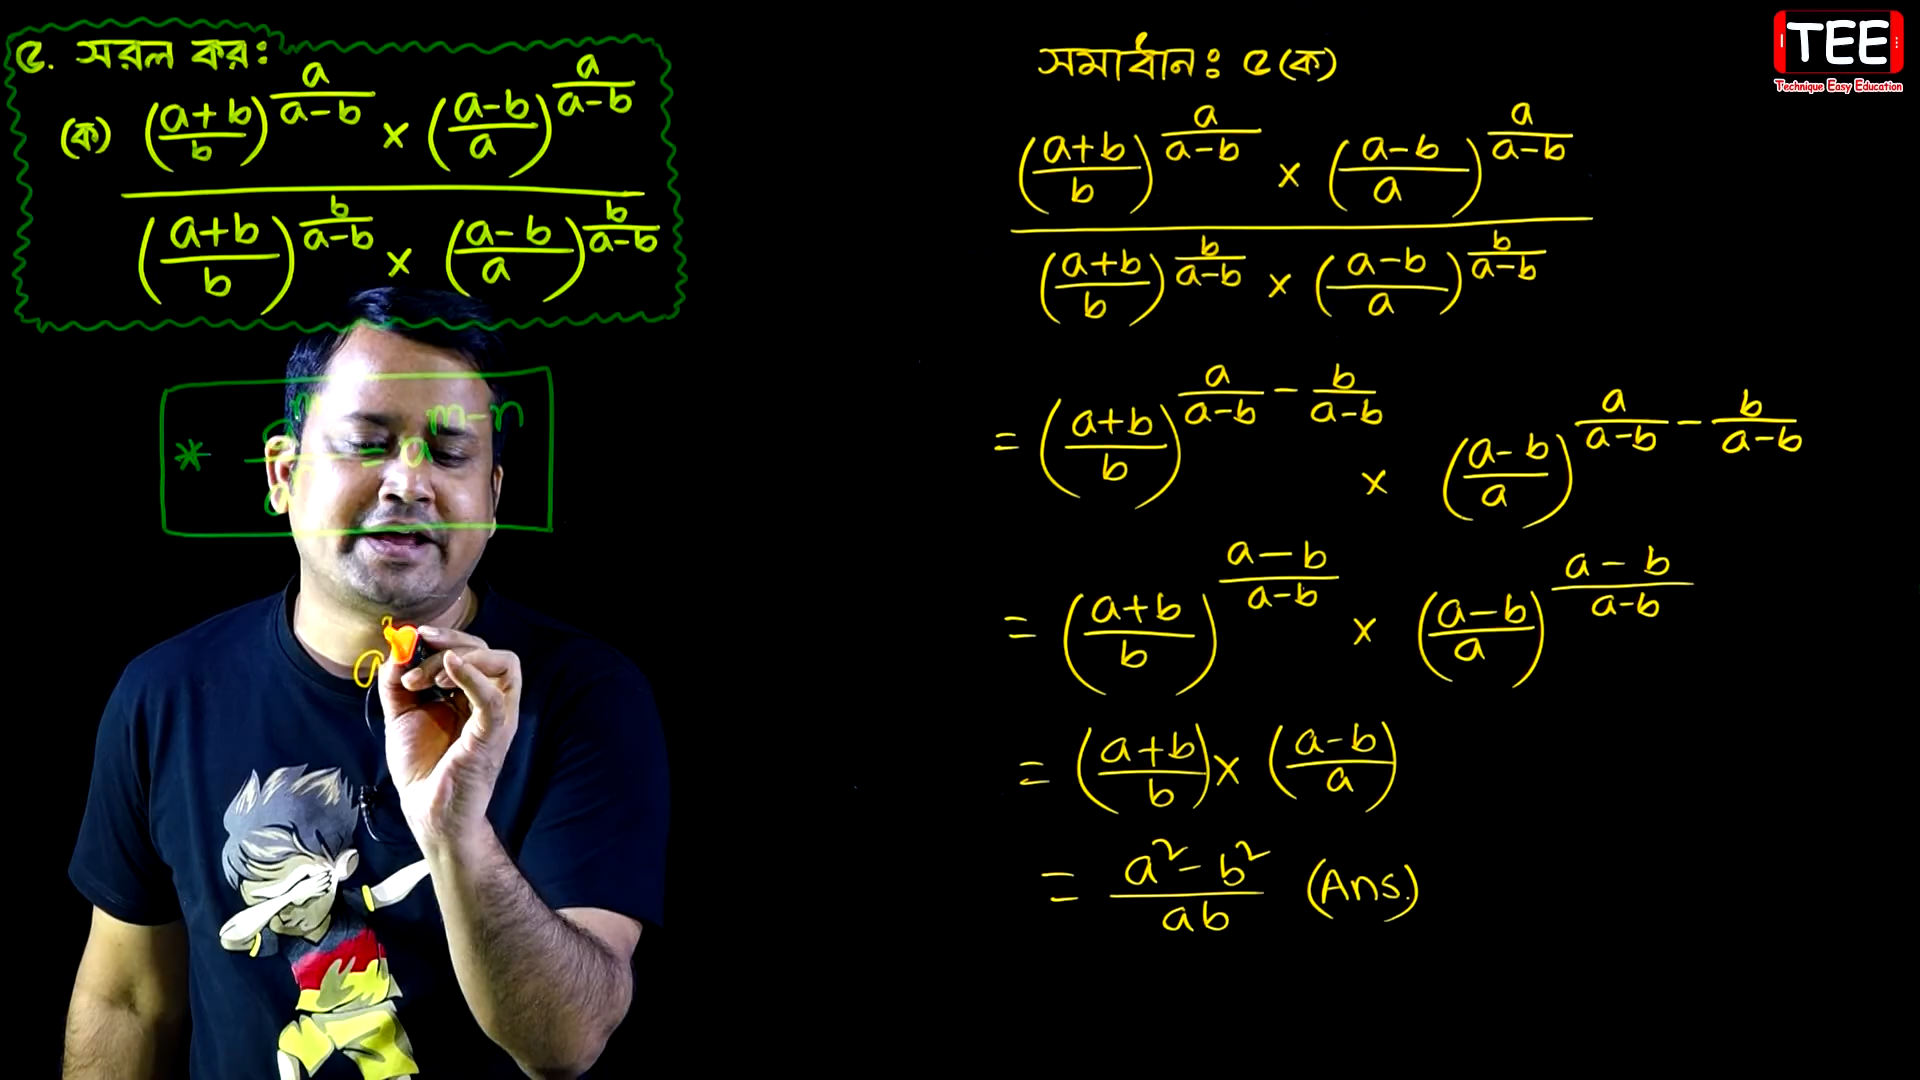 ৫. সরল কর:
(ক) ((a+b)/b)^(a/(a-b)) × ((a-b)/a)^(a/(a-b))
((a+b)/b)^(b/(a-b)) × ((a-b)/a)^(b/(a-b))
* = a^(m-n)
সমাধান: ৫(ক)
((a+b)/b)^(a/(a-b)) × ((a-b)/a)^(a/(a-b))
((a+b)/b)^(b/(a-b)) × ((a-b)/a)^(b/(a-b))
= ((a+b)/b)^(a/(a-b) - b/(a-b)) × ((a-b)/a)^(a/(a-b) - b/(a-b))
= ((a+b)/b)^((a-b)/(a-b)) × ((a-b)/a)^((a-b)/(a-b))
= ((a+b)/b) × ((a-b)/a)
= (a²-b²)/ab (Ans.)
TEE
Technique Easy Education